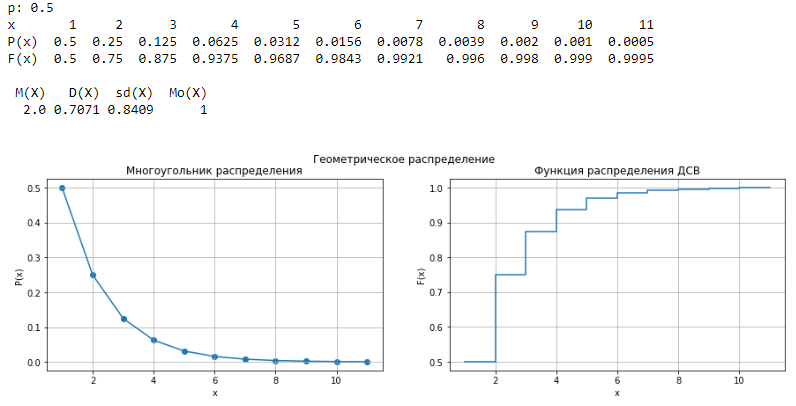 p: 0.5
x 1 2 3 4 5 6 7 8 9 10 11
P(x) 0.5 0.25 0.125 0.0625 0.0312 0.0156 0.0078 0.0039 0.002 0.001 0.0005
F(x) 0.5 0.75 0.875 0.9375 0.9687 0.9843 0.9921 0.996 0.998 0.999 0.9995
M(X) D(X) sd(X) Mo(X)
2.0 0.7071 0.8409 1
Геометрическое распределение
Многоугольник распределения
P(x)
0.5
0.4
0.3
0.2
0.1
0.0
2 4 6 8 10
x
Функция распределения ДСВ
F(x)
1.0
0.9
0.8
0.7
0.6
0.5
2 4 6 8 10
x